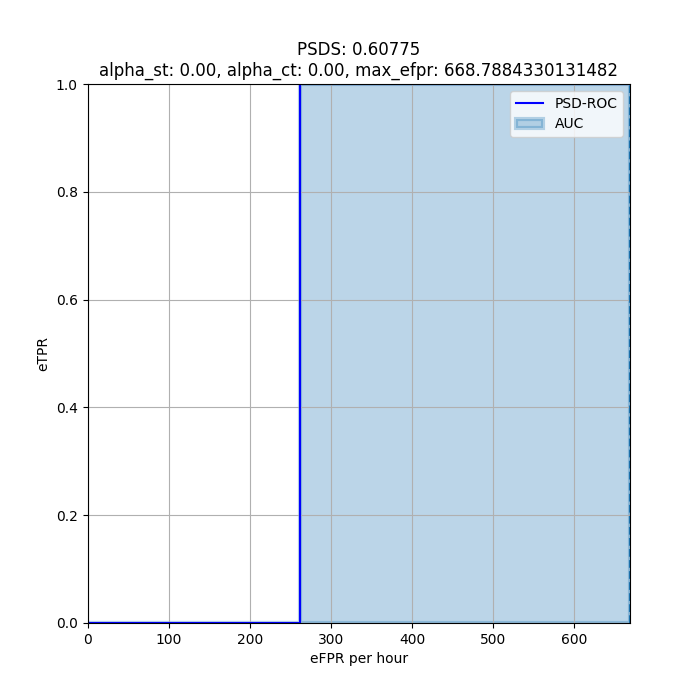 PSDS: 0.60775
alpha_st: 0.00, alpha_ct: 0.00, max_efpr: 668.7884330131482
PSD-ROC
AUC
1.0
0.8
0.6
0.4
0.2
0.0
eTPR
0 100 200 300 400 500 600
eFPR per hour